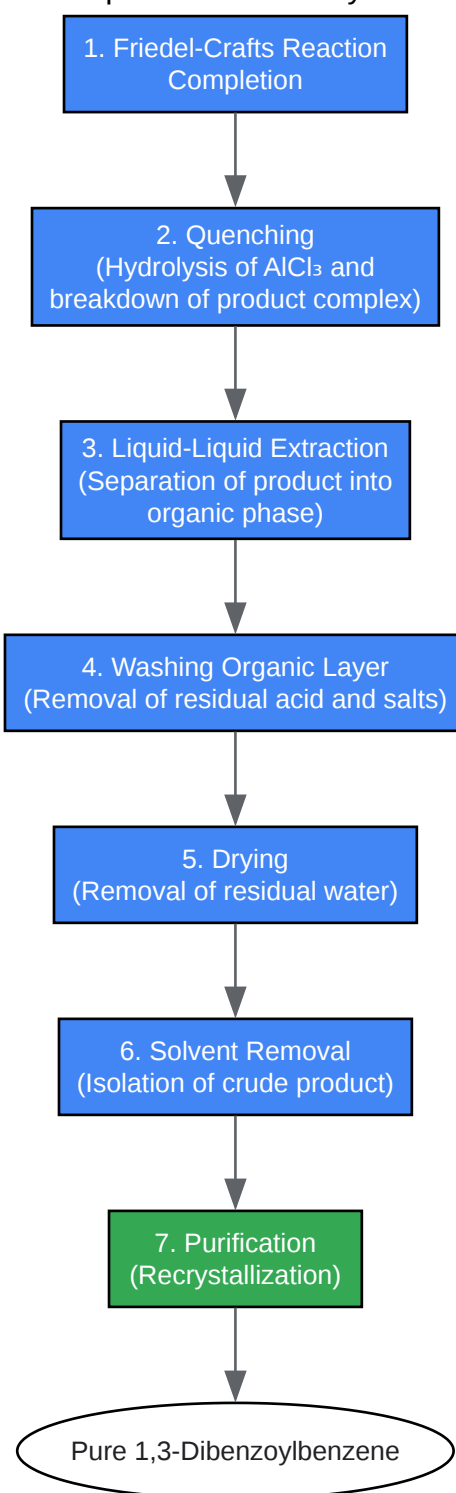 1. Friedel-Crafts Reaction
Completion
2. Quenching
(Hydrolysis of AlCl₃ and
breakdown of product complex)
3. Liquid-Liquid Extraction
(Separation of product into
organic phase)
4. Washing Organic Layer
(Removal of residual acid and salts)
5. Drying
(Removal of residual water)
6. Solvent Removal
(Isolation of crude product)
7. Purification
(Recrystallization)
Pure 1,3-Dibenzoylbenzene